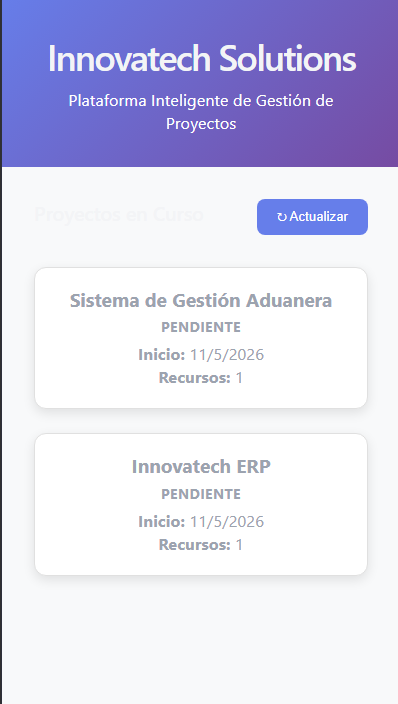 Innovatech Solutions
Plataforma Inteligente de Gestión de
Proyectos
Proyectos en Curso
↻ Actualizar
Sistema de Gestión Aduanera
PENDIENTE
Inicio: 11/5/2026
Recursos: 1
Innovatech ERP
PENDIENTE
Inicio: 11/5/2026
Recursos: 1